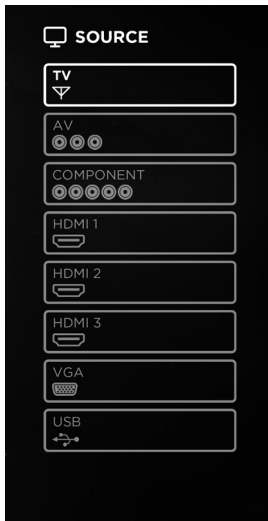 SOURCE
TV
AV
COMPONENT
HDMI 1
HDMI 2
HDMI 3
VGA
USB